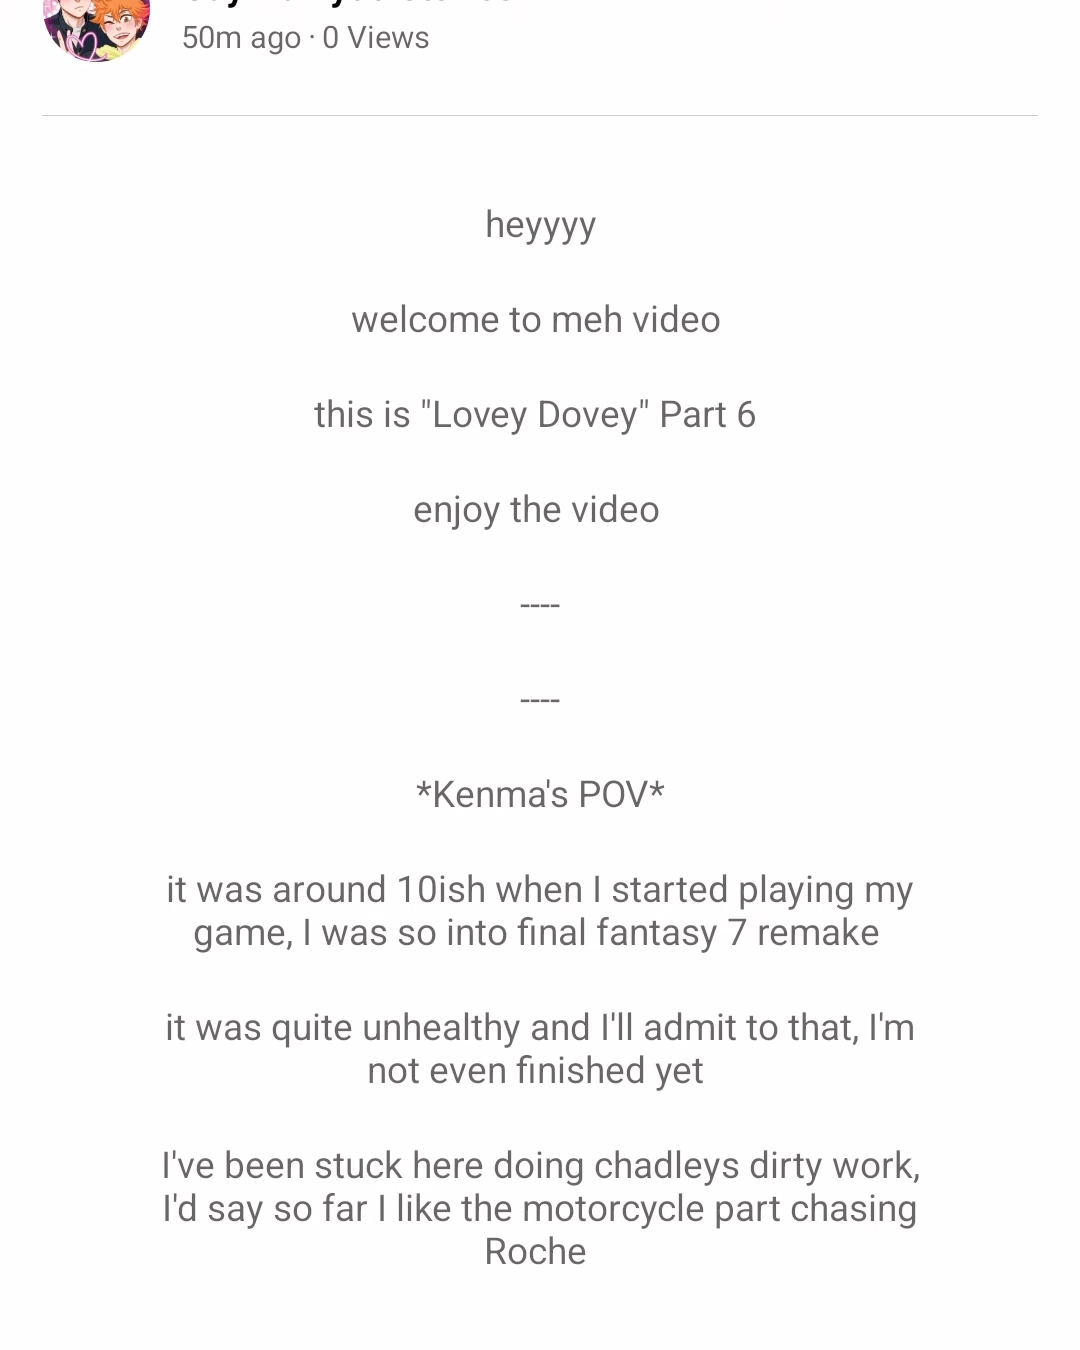 50m ago · 0 Views
heyyyy
welcome to meh video
this is "Lovey Dovey" Part 6
enjoy the video
----
----
*Kenma's POV*
it was around 10ish when I started playing my
game, I was so into final fantasy 7 remake
it was quite unhealthy and I'll admit to that, I'm
not even finished yet
I've been stuck here doing chadleys dirty work,
I'd say so far I like the motorcycle part chasing
Roche